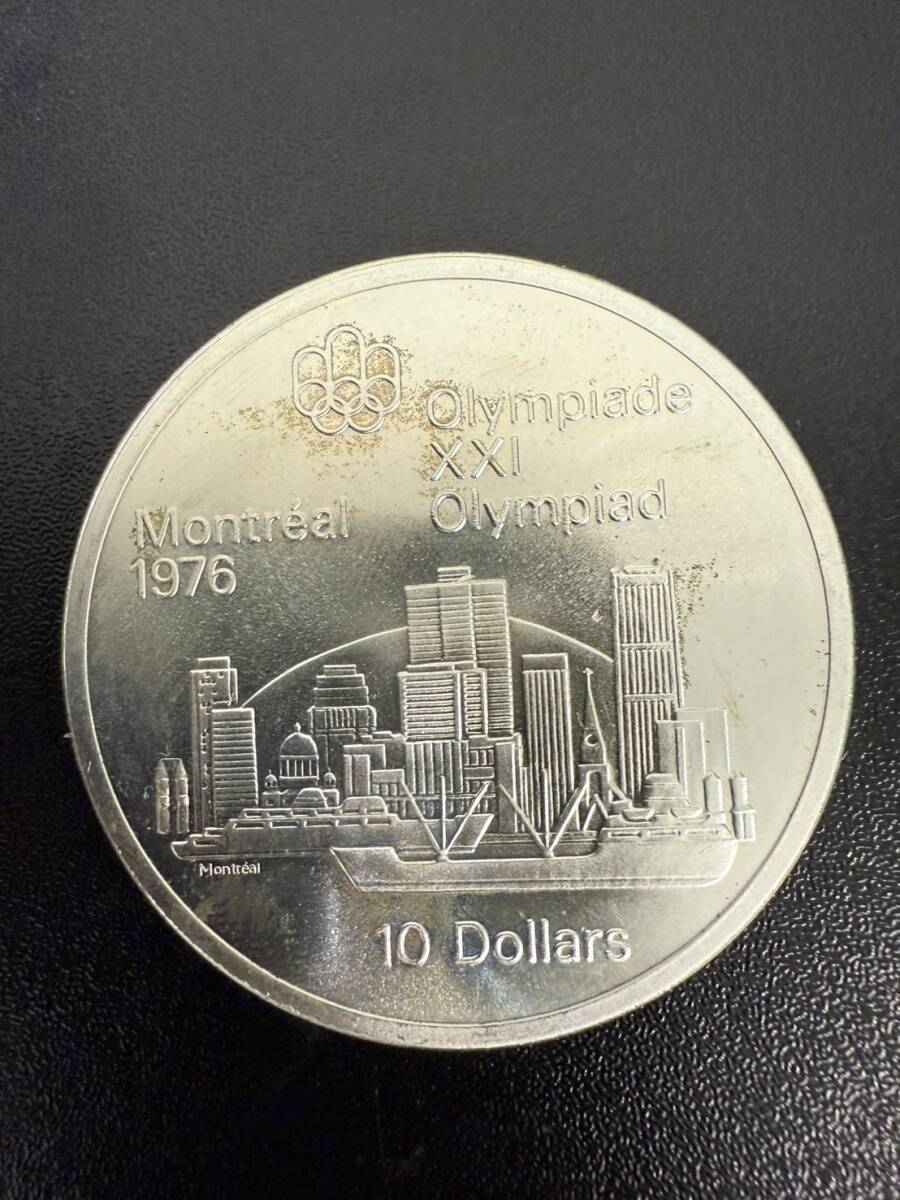 Olympiade
XXI
Olympiad
Montréal
1976
Montréal
10 Dollars